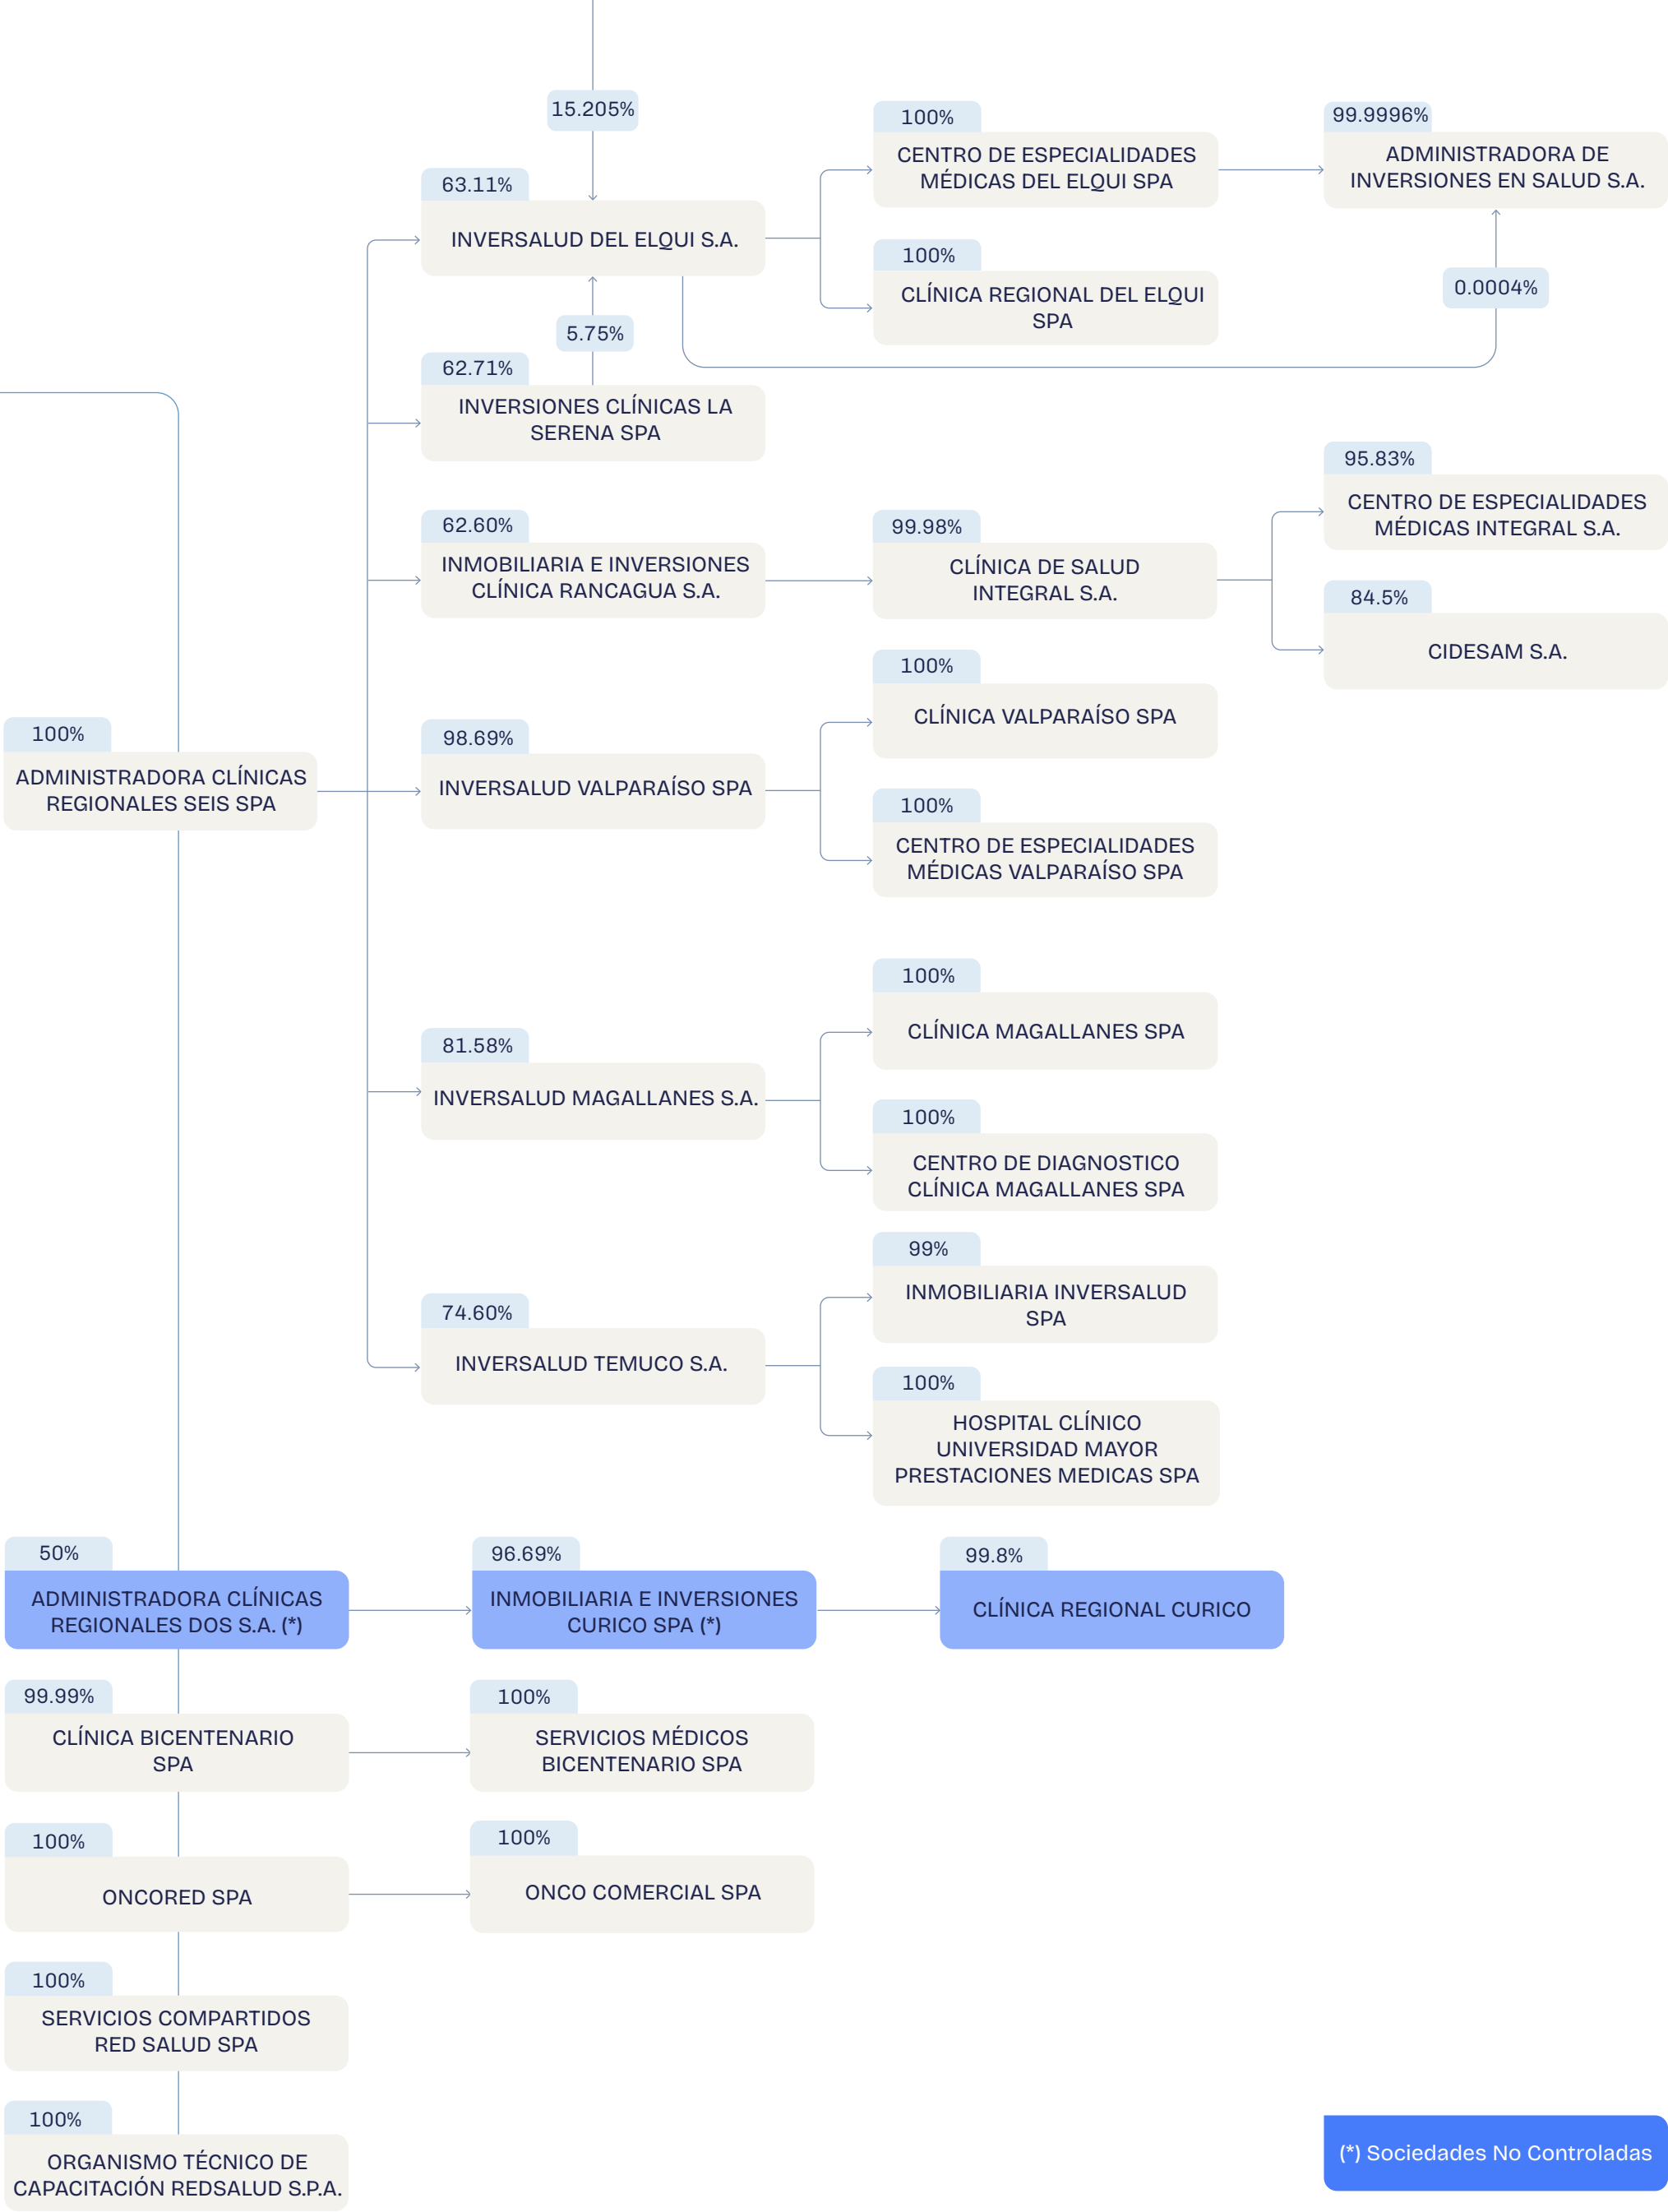 15.205%
63.11%
INVERSALUD DEL ELQUI S.A.
100%
CENTRO DE ESPECIALIDADES
MÉDICAS DEL ELQUI SPA
99.9996%
ADMINISTRADORA DE
INVERSIONES EN SALUD S.A.
100%
CLÍNICA REGIONAL DEL ELQUI
SPA
0.0004%
5.75%
62.71%
INVERSIONES CLÍNICAS LA
SERENA SPA
62.60%
INMOBILIARIA E INVERSIONES
CLÍNICA RANCAGUA S.A.
99.98%
CLÍNICA DE SALUD
INTEGRAL S.A.
95.83%
CENTRO DE ESPECIALIDADES
MÉDICAS INTEGRAL S.A.
84.5%
CIDESAM S.A.
100%
ADMINISTRADORA CLÍNICAS
REGIONALES SEIS SPA
98.69%
INVERSALUD VALPARAÍSO SPA
100%
CLÍNICA VALPARAÍSO SPA
100%
CENTRO DE ESPECIALIDADES
MÉDICAS VALPARAÍSO SPA
81.58%
INVERSALUD MAGALLANES S.A.
100%
CLÍNICA MAGALLANES SPA
100%
CENTRO DE DIAGNOSTICO
CLÍNICA MAGALLANES SPA
74.60%
INVERSALUD TEMUCO S.A.
99%
INMOBILIARIA INVERSALUD
SPA
100%
HOSPITAL CLÍNICO
UNIVERSIDAD MAYOR
PRESTACIONES MEDICAS SPA
50%
ADMINISTRADORA CLÍNICAS
REGIONALES DOS S.A. (*)
96.69%
INMOBILIARIA E INVERSIONES
CURICO SPA (*)
99.8%
CLÍNICA REGIONAL CURICO
99.99%
CLÍNICA BICENTENARIO
SPA
100%
SERVICIOS MÉDICOS
BICENTENARIO SPA
100%
ONCORED SPA
100%
ONCO COMERCIAL SPA
100%
SERVICIOS COMPARTIDOS
RED SALUD SPA
100%
ORGANISMO TÉCNICO DE
CAPACITACIÓN REDSALUD S.P.A.
(*) Sociedades No Controladas